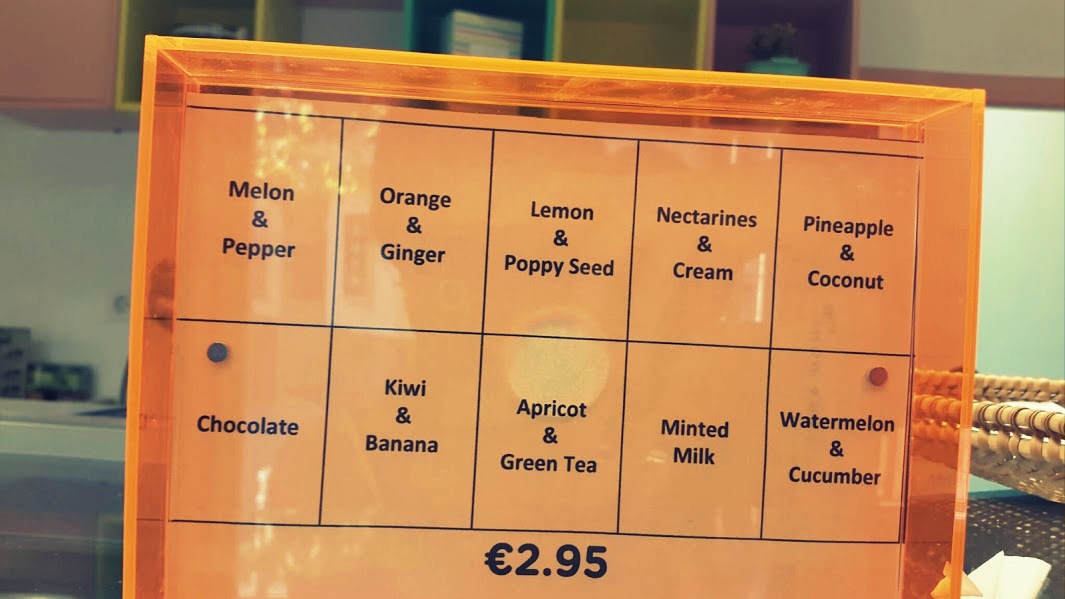 Melon
&
Pepper
Orange
&
Ginger
Lemon
&
Poppy Seed
Nectarines
&
Cream
Pineapple
&
Coconut
Chocolate
Kiwi
&
Banana
Apricot
&
Green Tea
Minted
Milk
Watermelon
&
Cucumber
€2.95